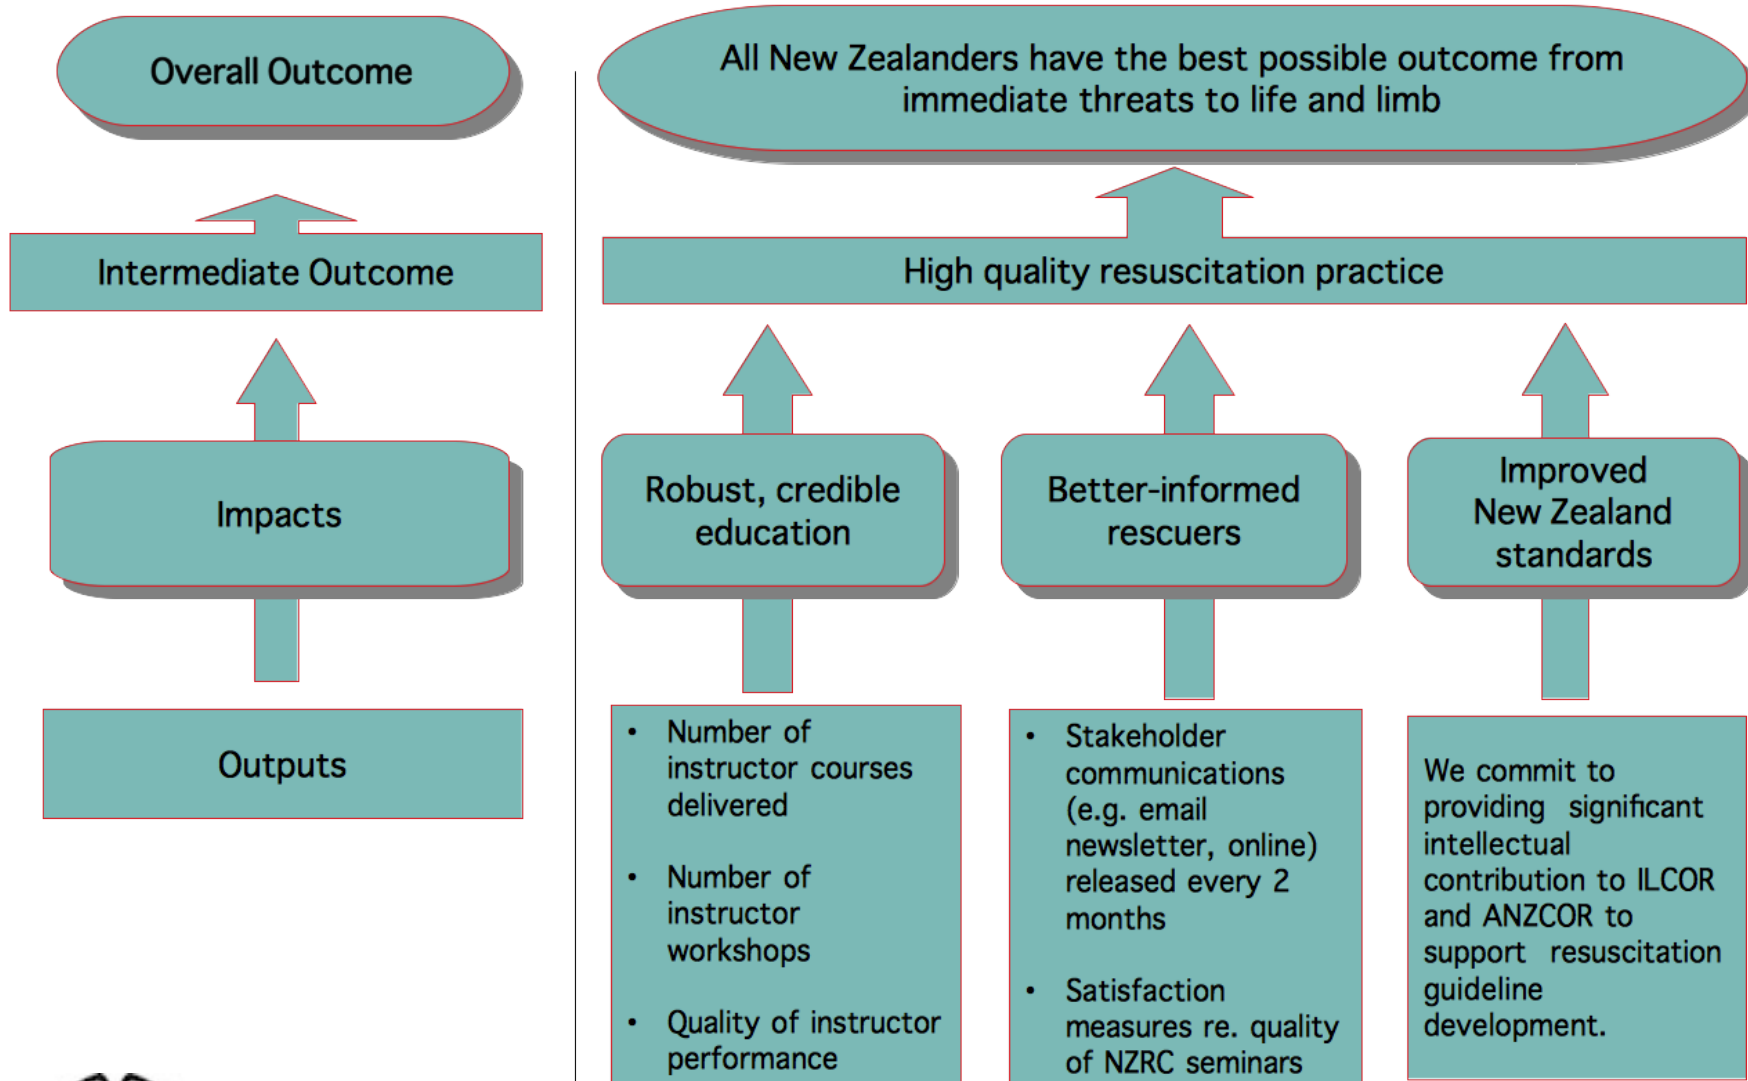 Overall Outcome
All New Zealanders have the best possible outcome from
immediate threats to life and limb
Intermediate Outcome
High quality resuscitation practice
Impacts
Robust, credible
education
Better-informed
rescuers
Improved
New Zealand
standards
Outputs
• Number of
instructor courses
delivered
• Number of
instructor
workshops
• Quality of instructor
performance
• Stakeholder
communications
(e.g. email
newsletter, online)
released every 2
months
• Satisfaction
measures re. quality
of NZRC seminars
We commit to
providing significant
intellectual
contribution to ILCOR
and ANZCOR to
support resuscitation
guideline
development.